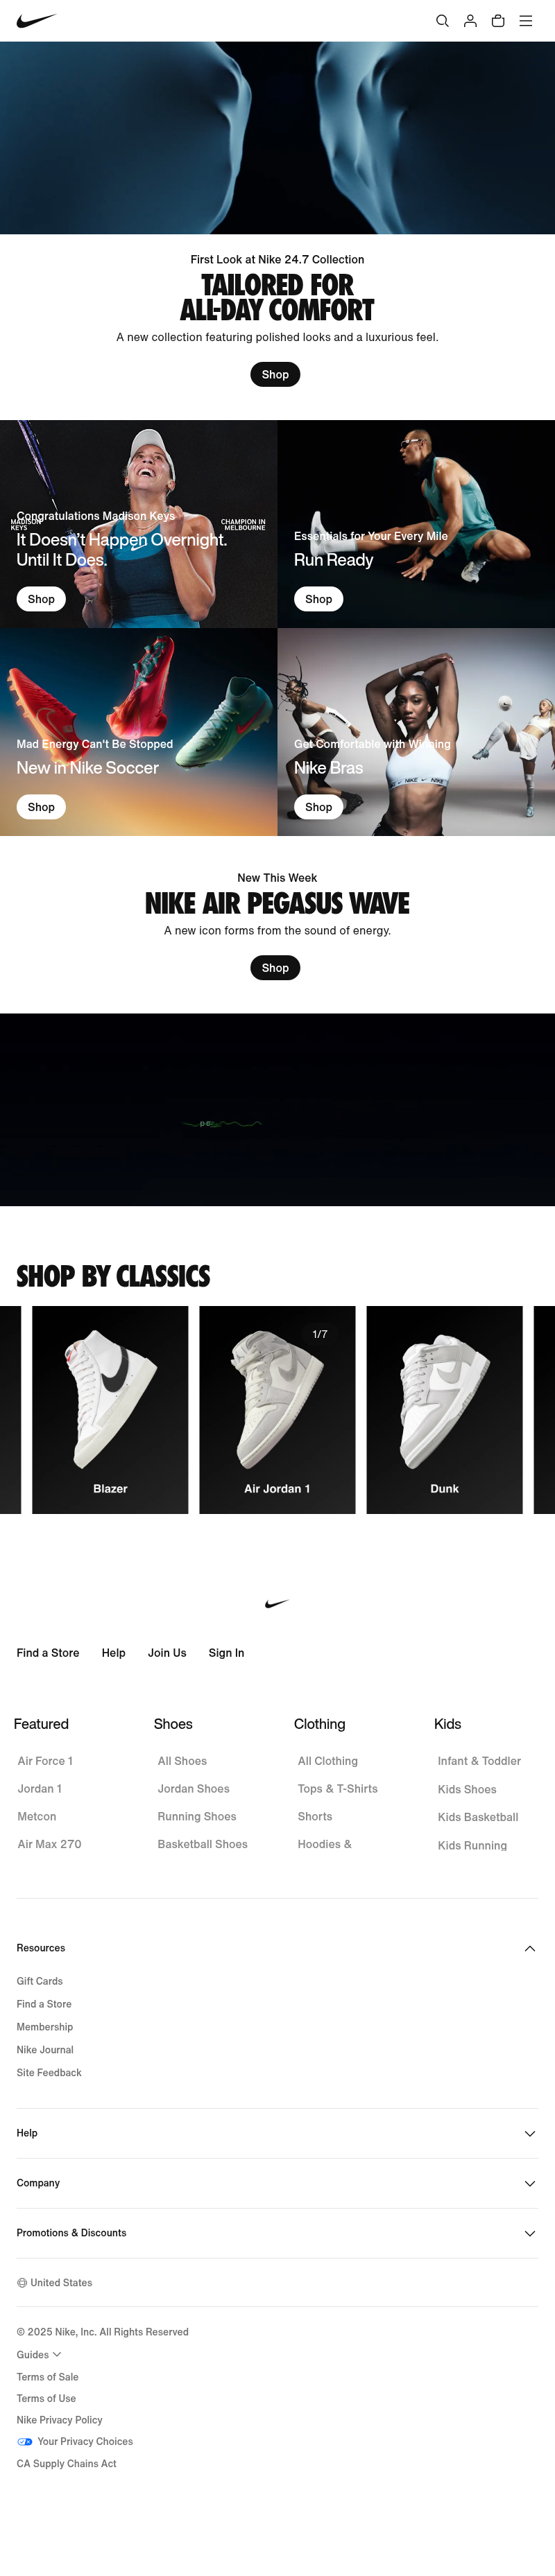 First Look at Nike 24.7 Collection
TAILORED FOR
ALL-DAY COMFORT
A new collection featuring polished looks and a luxurious feel.
Shop
MADISON
KEYS
CHAMPION IN
MELBOURNE
Congratulations Madison Keys
It Doesn't Happen Overnight.
Until It Does.
Shop
Essentials for Your Every Mile
Run Ready
Shop
Mad Energy Can't Be Stopped
New in Nike Soccer
Shop
Get Comfortable with Winning
Nike Bras
NIKE
NIKE
Shop
New This Week
NIKE AIR PEGASUS WAVE
A new icon forms from the sound of energy.
Shop
SHOP BY CLASSICS
1/7
Blazer
Air Jordan 1
Dunk
Find a Store
Help
Join Us
Sign In
Featured
Air Force 1
Jordan 1
Metcon
Air Max 270
Shoes
All Shoes
Jordan Shoes
Running Shoes
Basketball Shoes
Clothing
All Clothing
Tops & T-Shirts
Shorts
Hoodies &
Kids
Infant & Toddler
Kids Shoes
Kids Basketball
Kids Running
Resources
Gift Cards
Find a Store
Membership
Nike Journal
Site Feedback
Help
Company
Promotions & Discounts
United States
© 2025 Nike, Inc. All Rights Reserved
Guides
Terms of Sale
Terms of Use
Nike Privacy Policy
Your Privacy Choices
CA Supply Chains Act